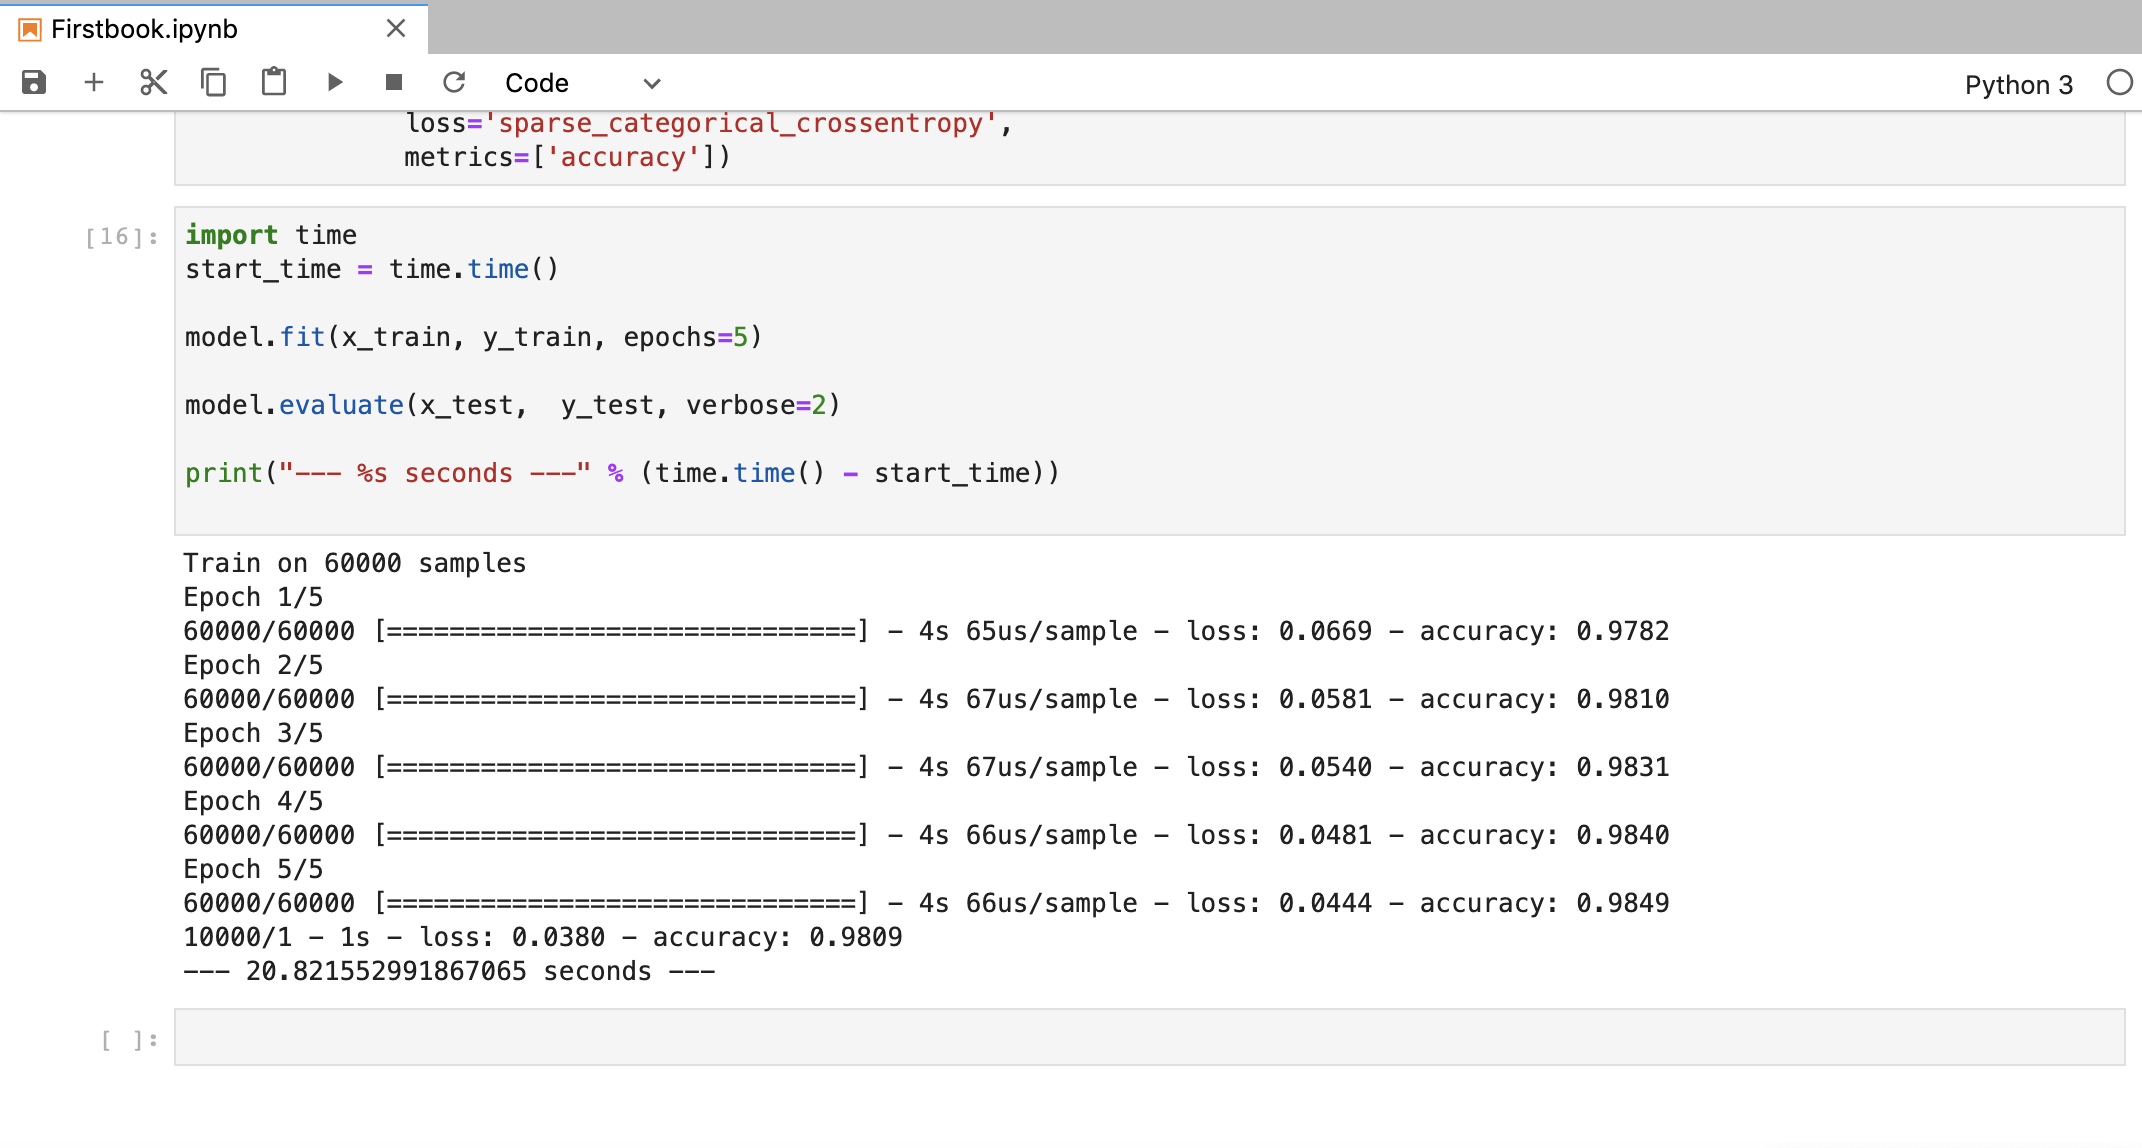 Firstbook.ipynb
Code
Python 3
loss='sparse_categorical_crossentropy',
metrics=['accuracy'])
[16]:
import time
start_time = time.time()
model.fit(x_train, y_train, epochs=5)
model.evaluate(x_test,  y_test, verbose=2)
print("--- %s seconds ---" % (time.time() - start_time))
Train on 60000 samples
Epoch 1/5
60000/60000 [==============================] - 4s 65us/sample - loss: 0.0669 - accuracy: 0.9782
Epoch 2/5
60000/60000 [==============================] - 4s 67us/sample - loss: 0.0581 - accuracy: 0.9810
Epoch 3/5
60000/60000 [==============================] - 4s 67us/sample - loss: 0.0540 - accuracy: 0.9831
Epoch 4/5
60000/60000 [==============================] - 4s 66us/sample - loss: 0.0481 - accuracy: 0.9840
Epoch 5/5
60000/60000 [==============================] - 4s 66us/sample - loss: 0.0444 - accuracy: 0.9849
10000/1 - 1s - loss: 0.0380 - accuracy: 0.9809
--- 20.821552991867065 seconds ---
[ ]: